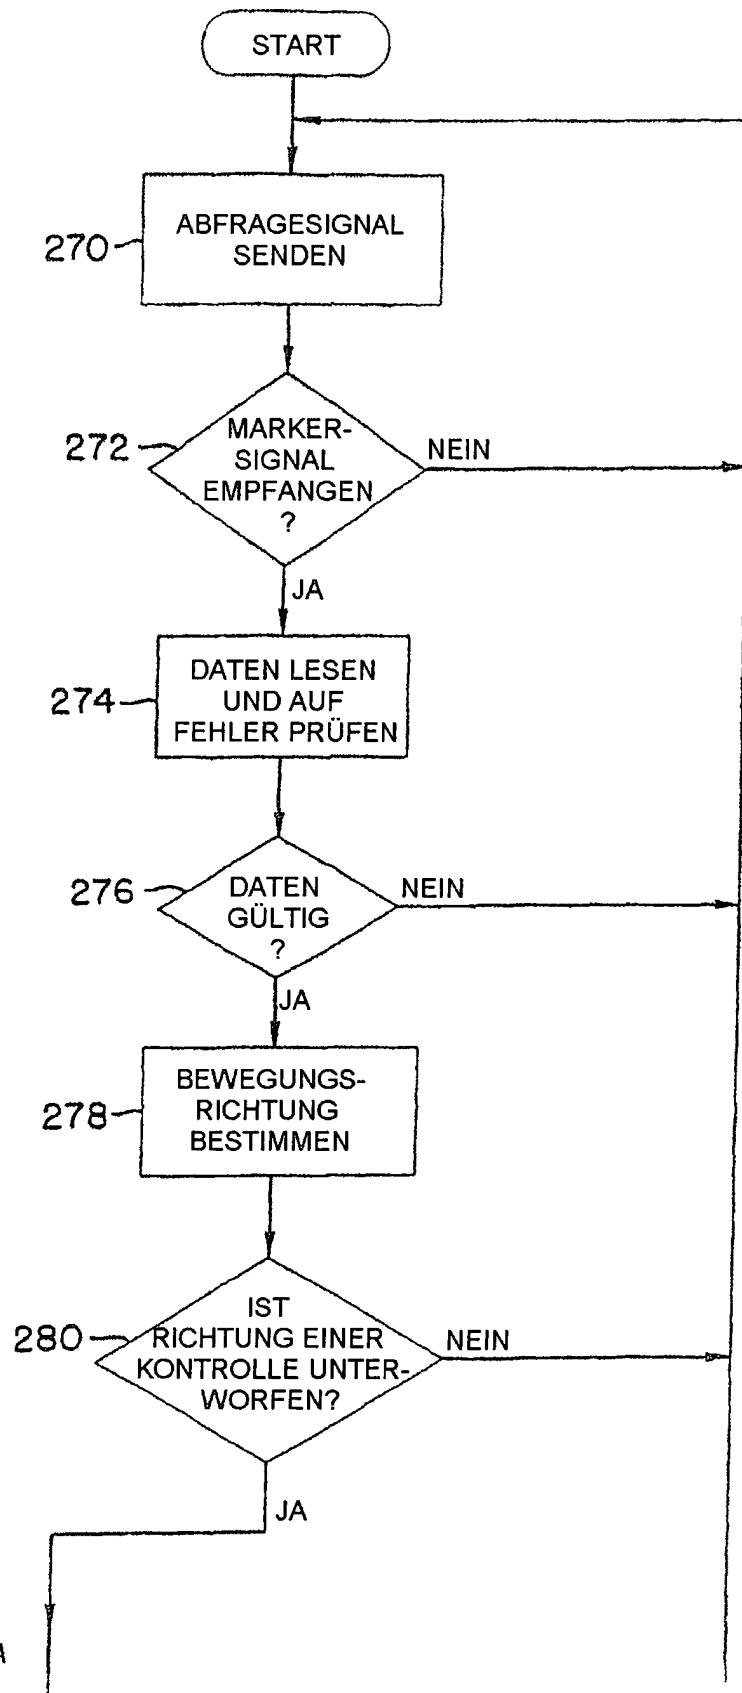 START
ABFRAGESIGNAL
SENDEN
270
MARKER-
SIGNAL
EMPFANGEN
?
272
NEIN
JA
DATEN LESEN
UND AUF
FEHLER PRÜFEN
274
DATEN
GÜLTIG
?
276
NEIN
JA
BEWEGUNGS-
RICHTUNG
BESTIMMEN
278
IST
RICHTUNG EINER
KONTROLLE UNTER-
WORFEN?
280
NEIN
JA
A